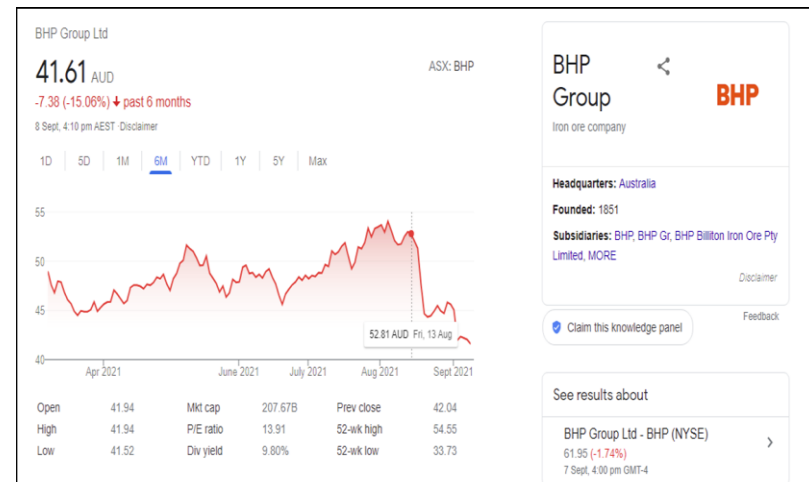 BHP Group Ltd
41.61 AUD
ASX: BHP
-7.38 (-15.06%) ↓ past 6 months
8 Sept, 4:10 pm AEST · Disclaimer
1D 5D 1M 6M YTD 1Y 5Y Max
55
50
45
40
52.81 AUD Fri, 13 Aug
Apr 2021 June 2021 July 2021 Aug 2021 Sept 2021
Open 41.94 Mkt cap 207.67B Prev close 42.04
High 41.94 P/E ratio 13.91 52-wk high 54.55
Low 41.52 Div yield 9.80% 52-wk low 33.73
BHP
Group
BHP
Iron ore company
Headquarters: Australia
Founded: 1851
Subsidiaries: BHP, BHP Gr, BHP Billiton Iron Ore Pty
Limited, MORE
Disclaimer
Feedback
Claim this knowledge panel
See results about
BHP Group Ltd - BHP (NYSE)
61.95 (-1.74%)
7 Sept, 4:00 pm GMT-4